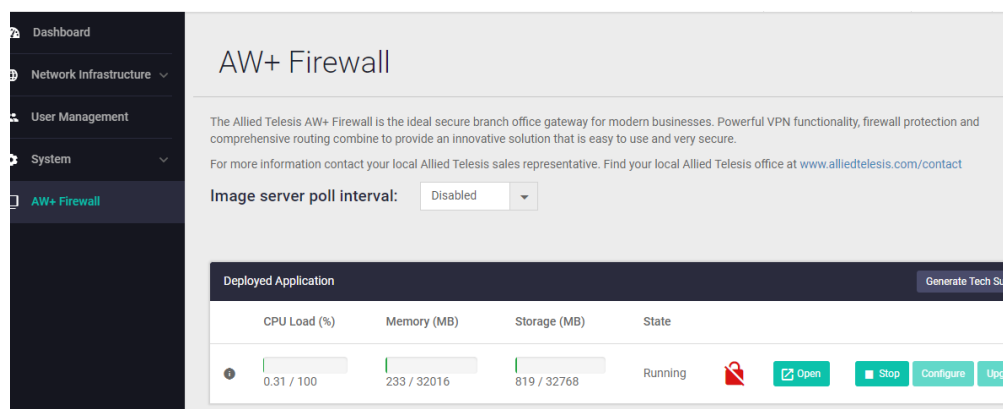 Dashboard
Network Infrastructure
User Management
System
AW+ Firewall
AW+ Firewall
The Allied Telesis AW+ Firewall is the ideal secure branch office gateway for modern businesses. Powerful VPN functionality, firewall protection and
comprehensive routing combine to provide an innovative solution that is easy to use and very secure.
For more information contact your local Allied Telesis sales representative. Find your local Allied Telesis office at www.alliedtelesis.com/contact
Image server poll interval: Disabled
Deployed Application Generate Tech Su
CPU Load (%) Memory (MB) Storage (MB) State
0.31 / 100 233 / 32016 819 / 32768 Running Open Stop Configure Upg